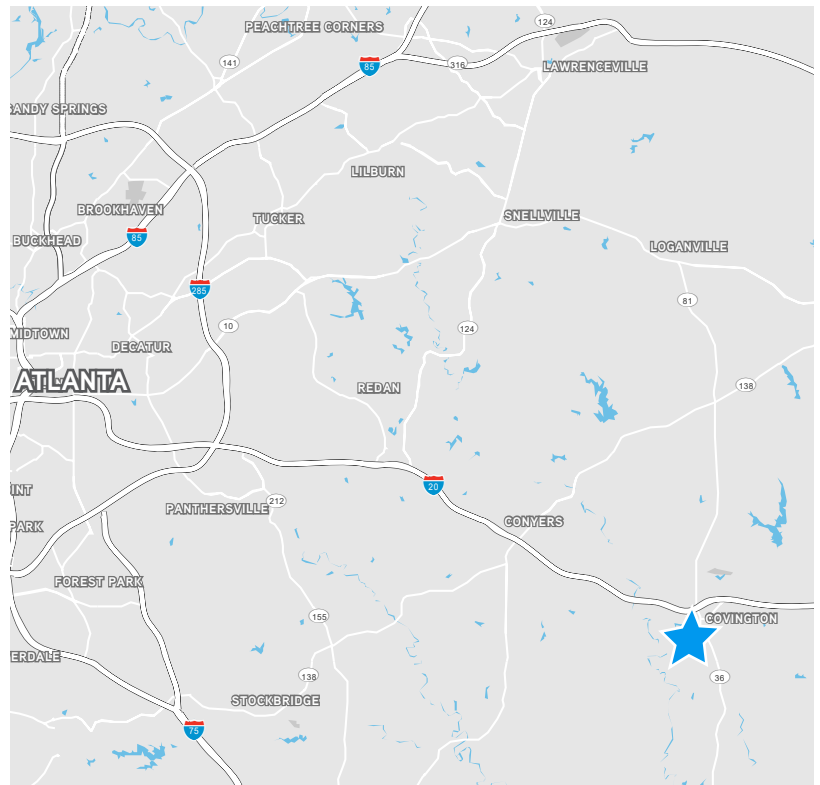 PEACHTREE CORNERS
124
141
85
316
LAWRENCEVILLE
SANDY SPRINGS
LILBURN
BROOKHAVEN
TUCKER
SNELLVILLE
BUCKHEAD
85
LOGANVILLE
285
81
MIDTOWN
10
124
DECATUR
ATLANTA
REDAN
138
20
INT
212
PANTHERSVILLE
CONYERS
PARK
FOREST PARK
155
COVINGTON
ERDALE
138
36
STOCKBRIDGE
75